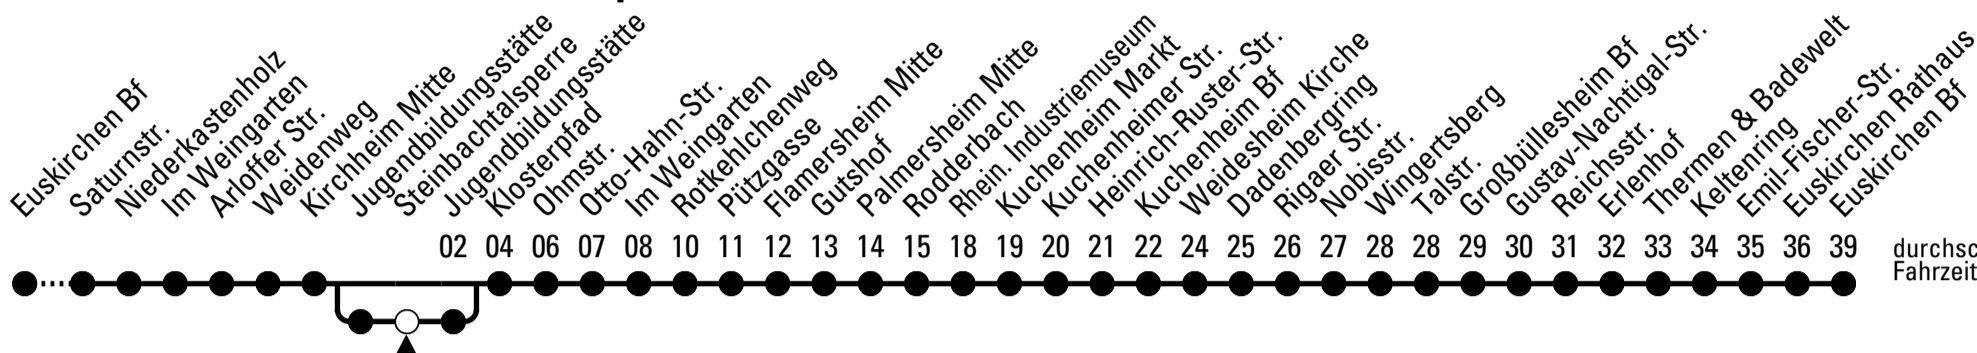 Euskirchen Bf
Saturnstr.
Niederkastenholz
Im Weingarten
Arloffer Str.
Weidenweg
Kirchheim Mitte
Jugendbildungsstätte
Steinbachtalsperre
Jugendbildungsstätte
Klosterpfad
Ohmstr.
Otto-Hahn-Str.
Im Weingarten
Rotkehlchenweg
Pützgasse
Flamersheim Mitte
Gutshof
Palmersheim Mitte
Rodderbach
Rhein. Industriemuseum
Kuchenheim Markt
Kuchenheimer Str.
Heinrich-Ruster-Str.
Kuchenheim Bf
Weidesheim Kirche
Dadenbergring
Rigaer Str.
Nobisstr.
Wingertsberg
Talstr.
Großbüllesheim Bf
Gustav-Nachtigal-Str.
Reichsstr.
Erlenhof
Thermen & Badewelt
Keltenring
Emil-Fischer-Str.
Euskirchen Rathaus
Euskirchen Bf
02 04 06 07 08 10 11 12 13 14 15 18 19 20 21 22 24 25 26 27 28 28 29 30 31 32 33 34 35 36 39
durchsc
Fahrzeit